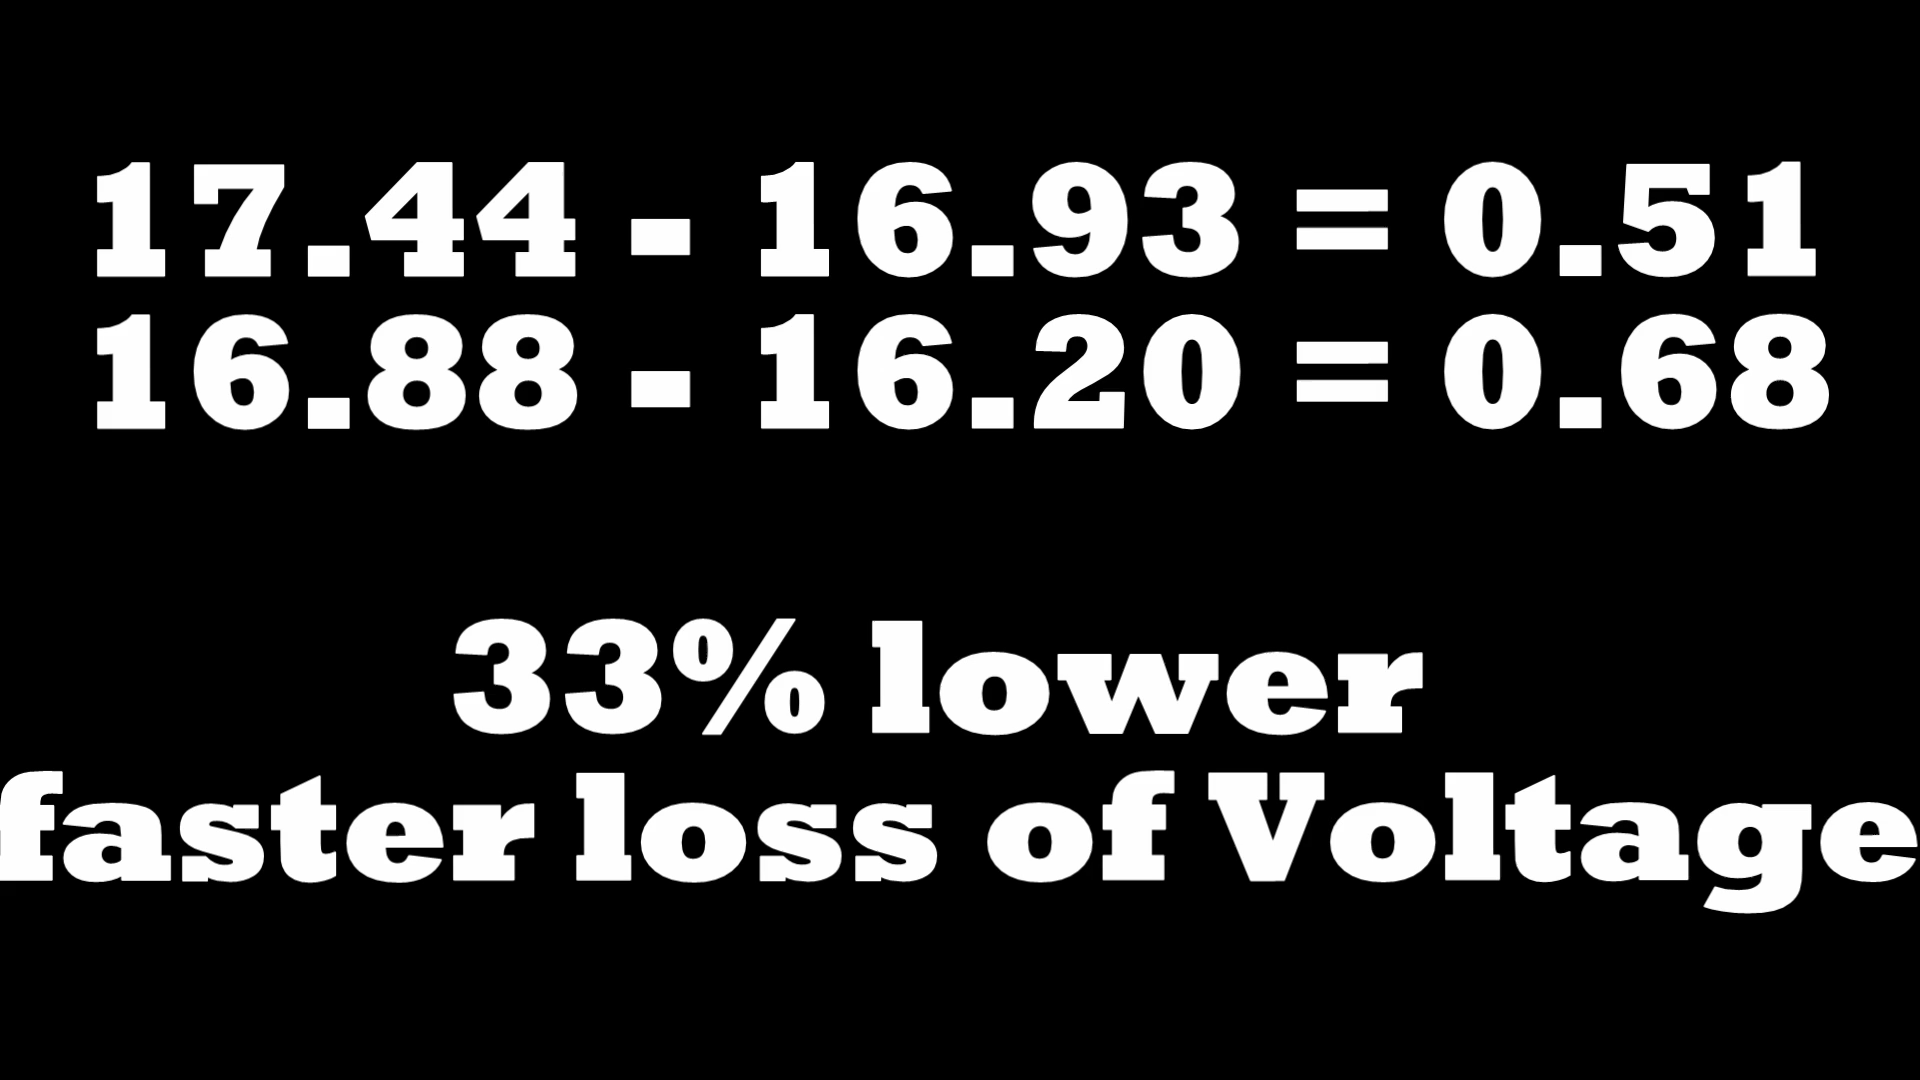 17.44 - 16.93 = 0.51
16.88 - 16.20 = 0.68
33% lower
faster loss of Voltage